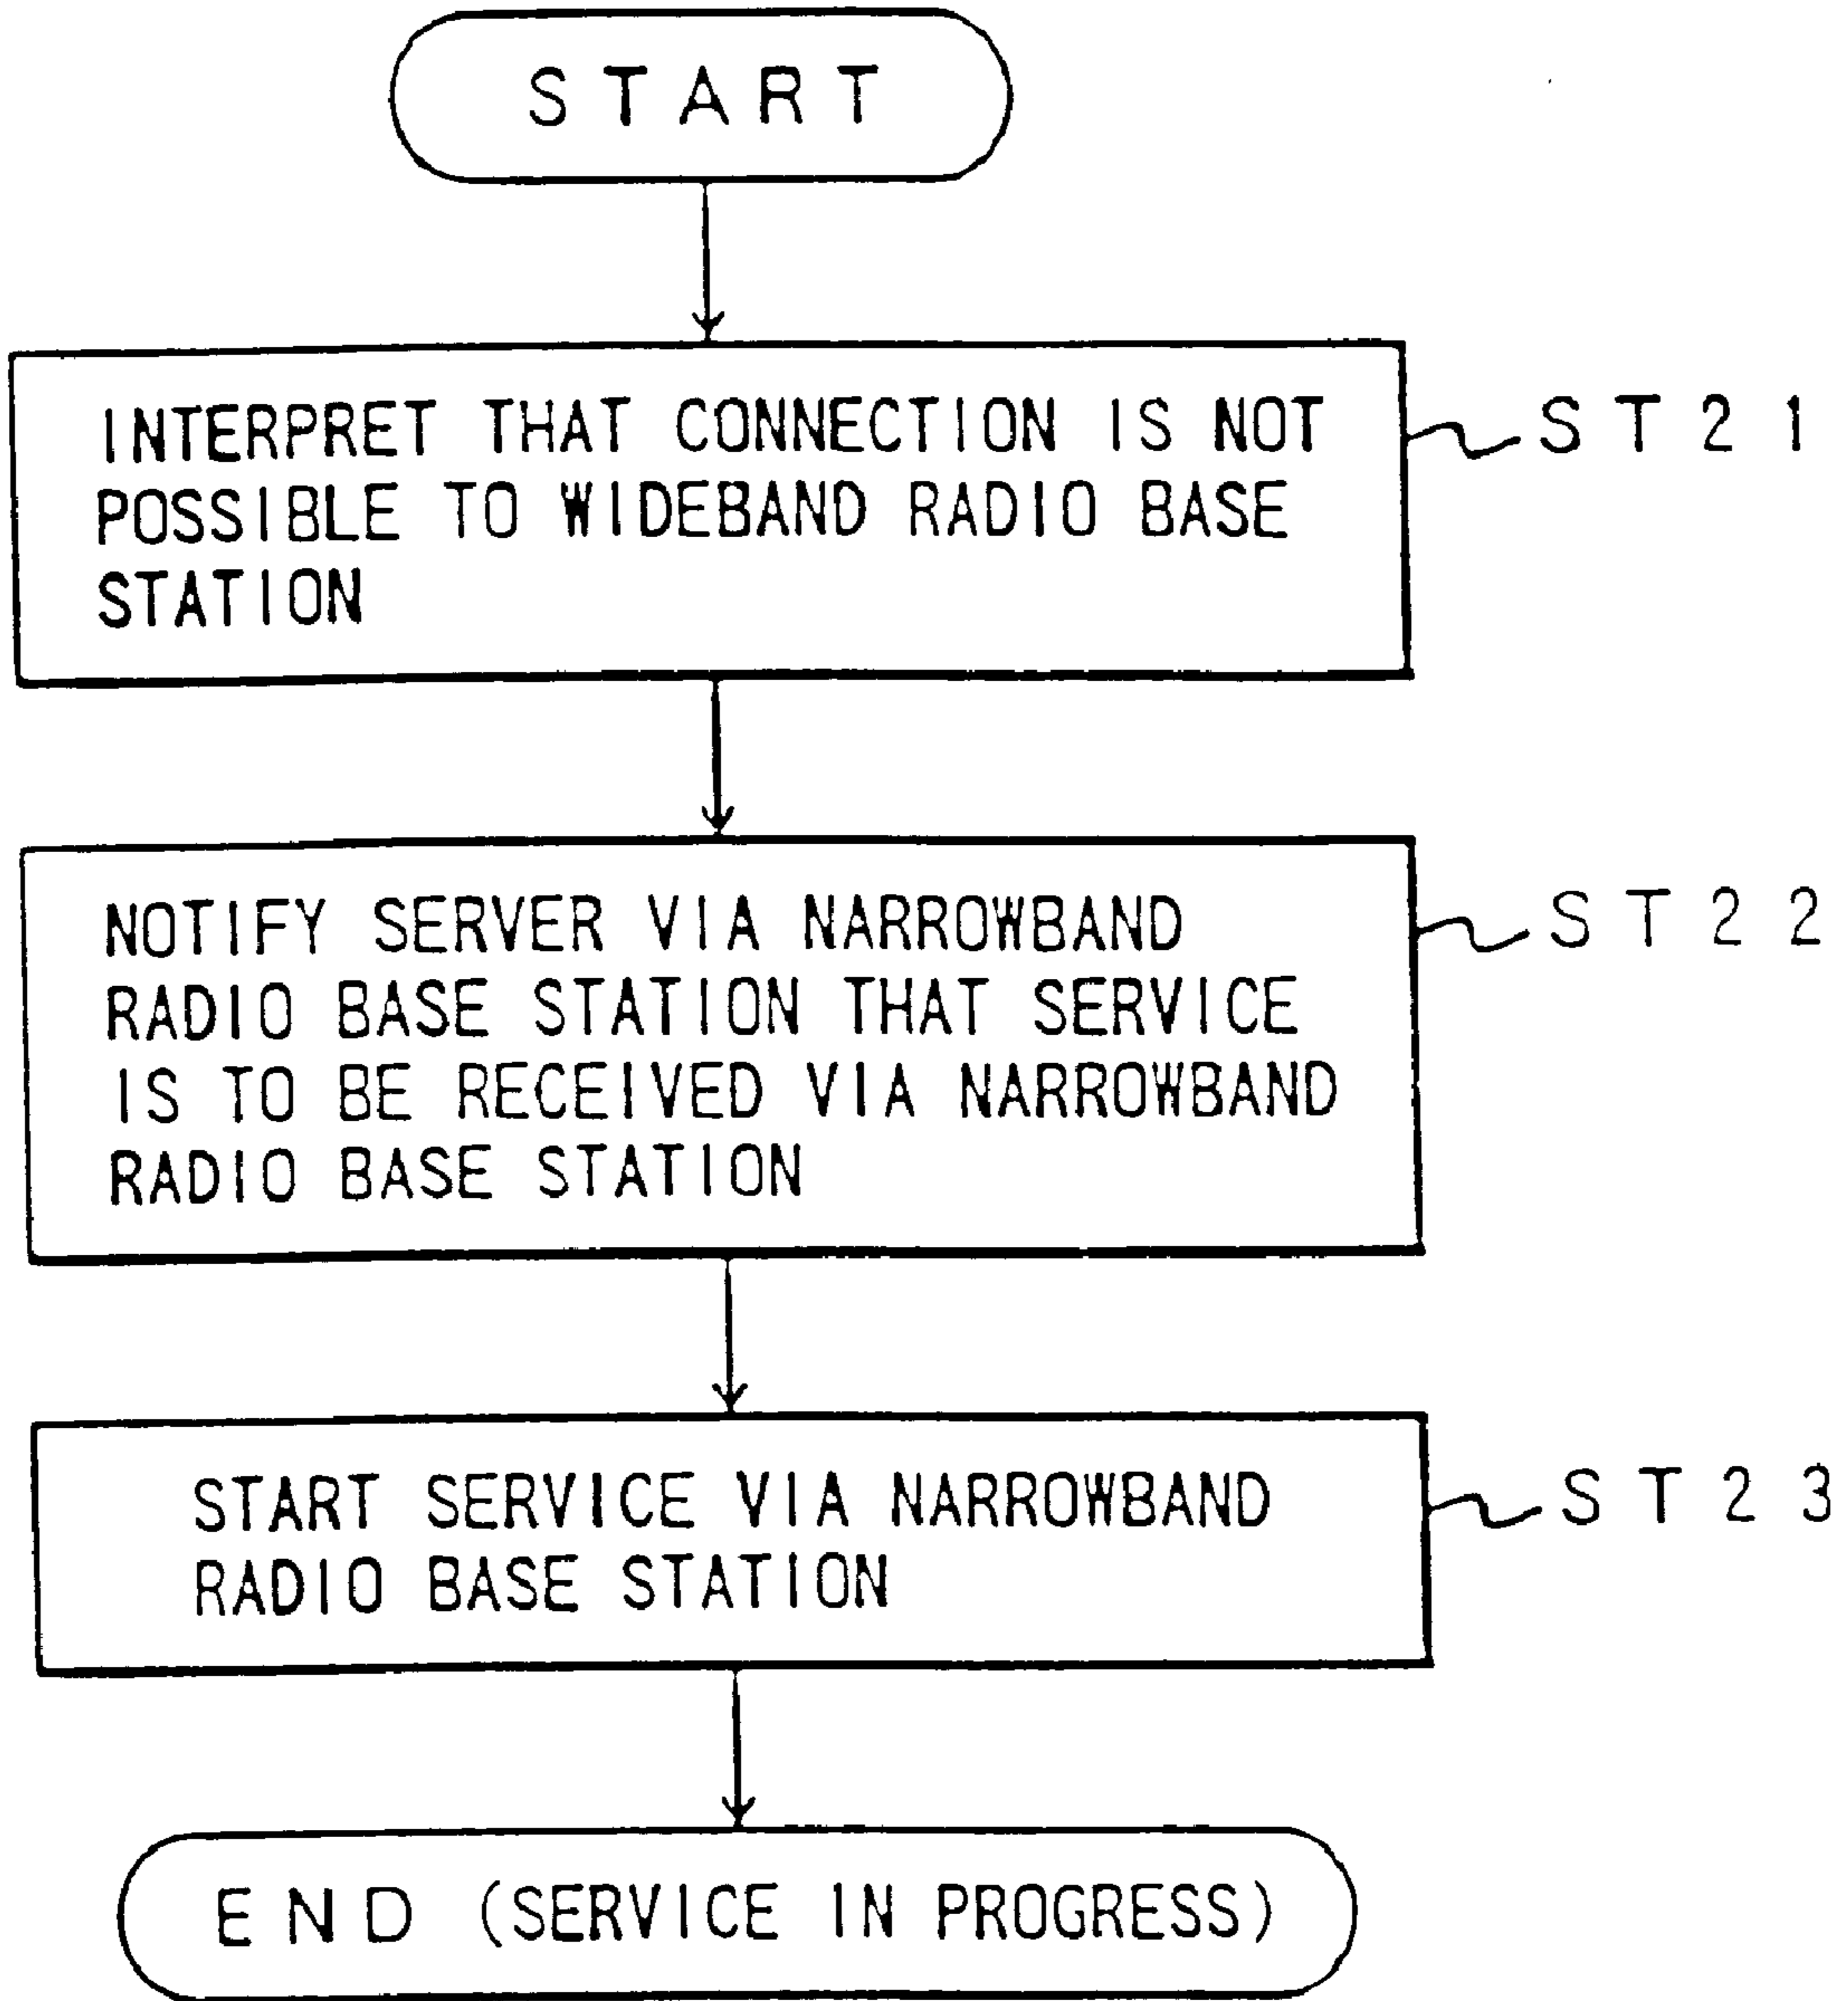 START
INTERPRET THAT CONNECTION IS NOT
POSSIBLE TO WIDEBAND RADIO BASE
STATION
ST21
NOTIFY SERVER VIA NARROWBAND
RADIO BASE STATION THAT SERVICE
IS TO BE RECEIVED VIA NARROWBAND
RADIO BASE STATION
ST22
START SERVICE VIA NARROWBAND
RADIO BASE STATION
ST23
END (SERVICE IN PROGRESS)